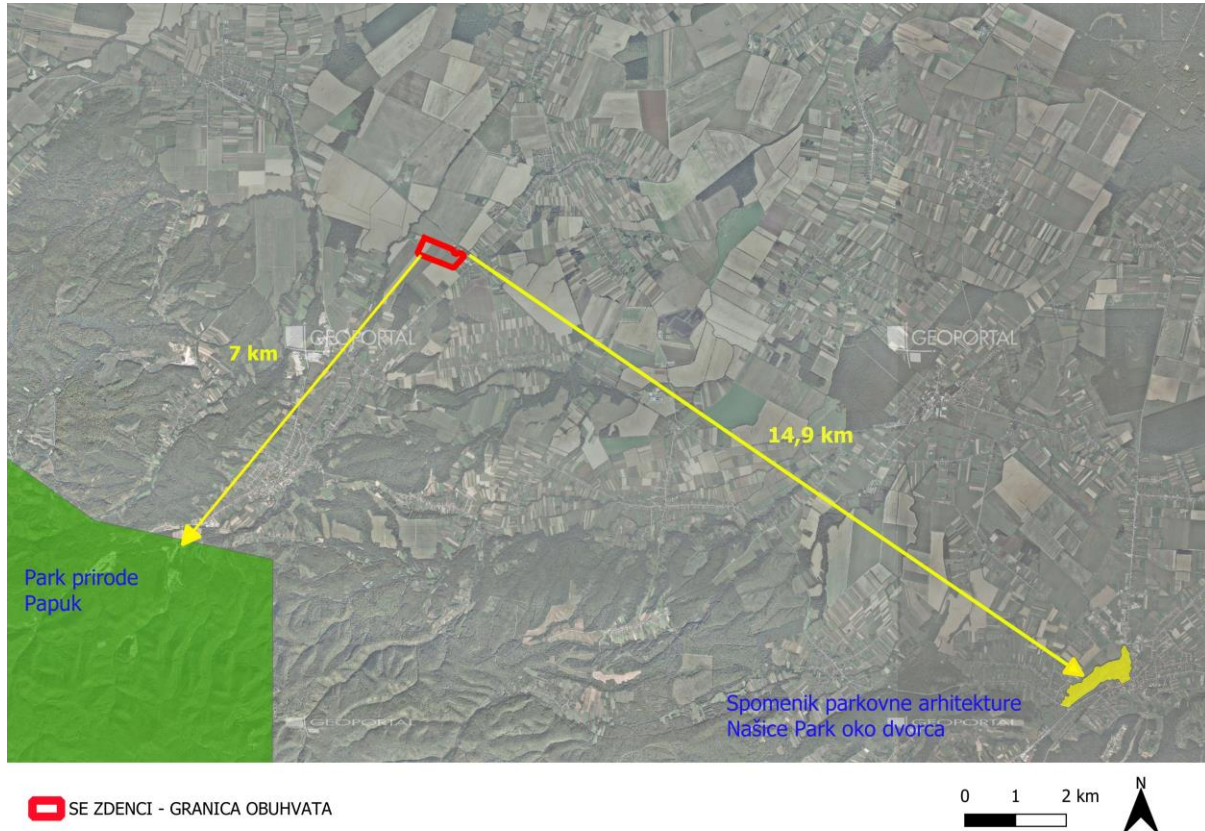 GEOPORTAL
GEOPORTAL
7 km
14,9 km
Park prirode
Papuk
Spomenik parkovne arhitekture
Našice Park oko dvorca
GEOPORTAL
GEOPORTAL
SE ZDENCI - GRANICA OBUHVATA
0 1 2 km
N